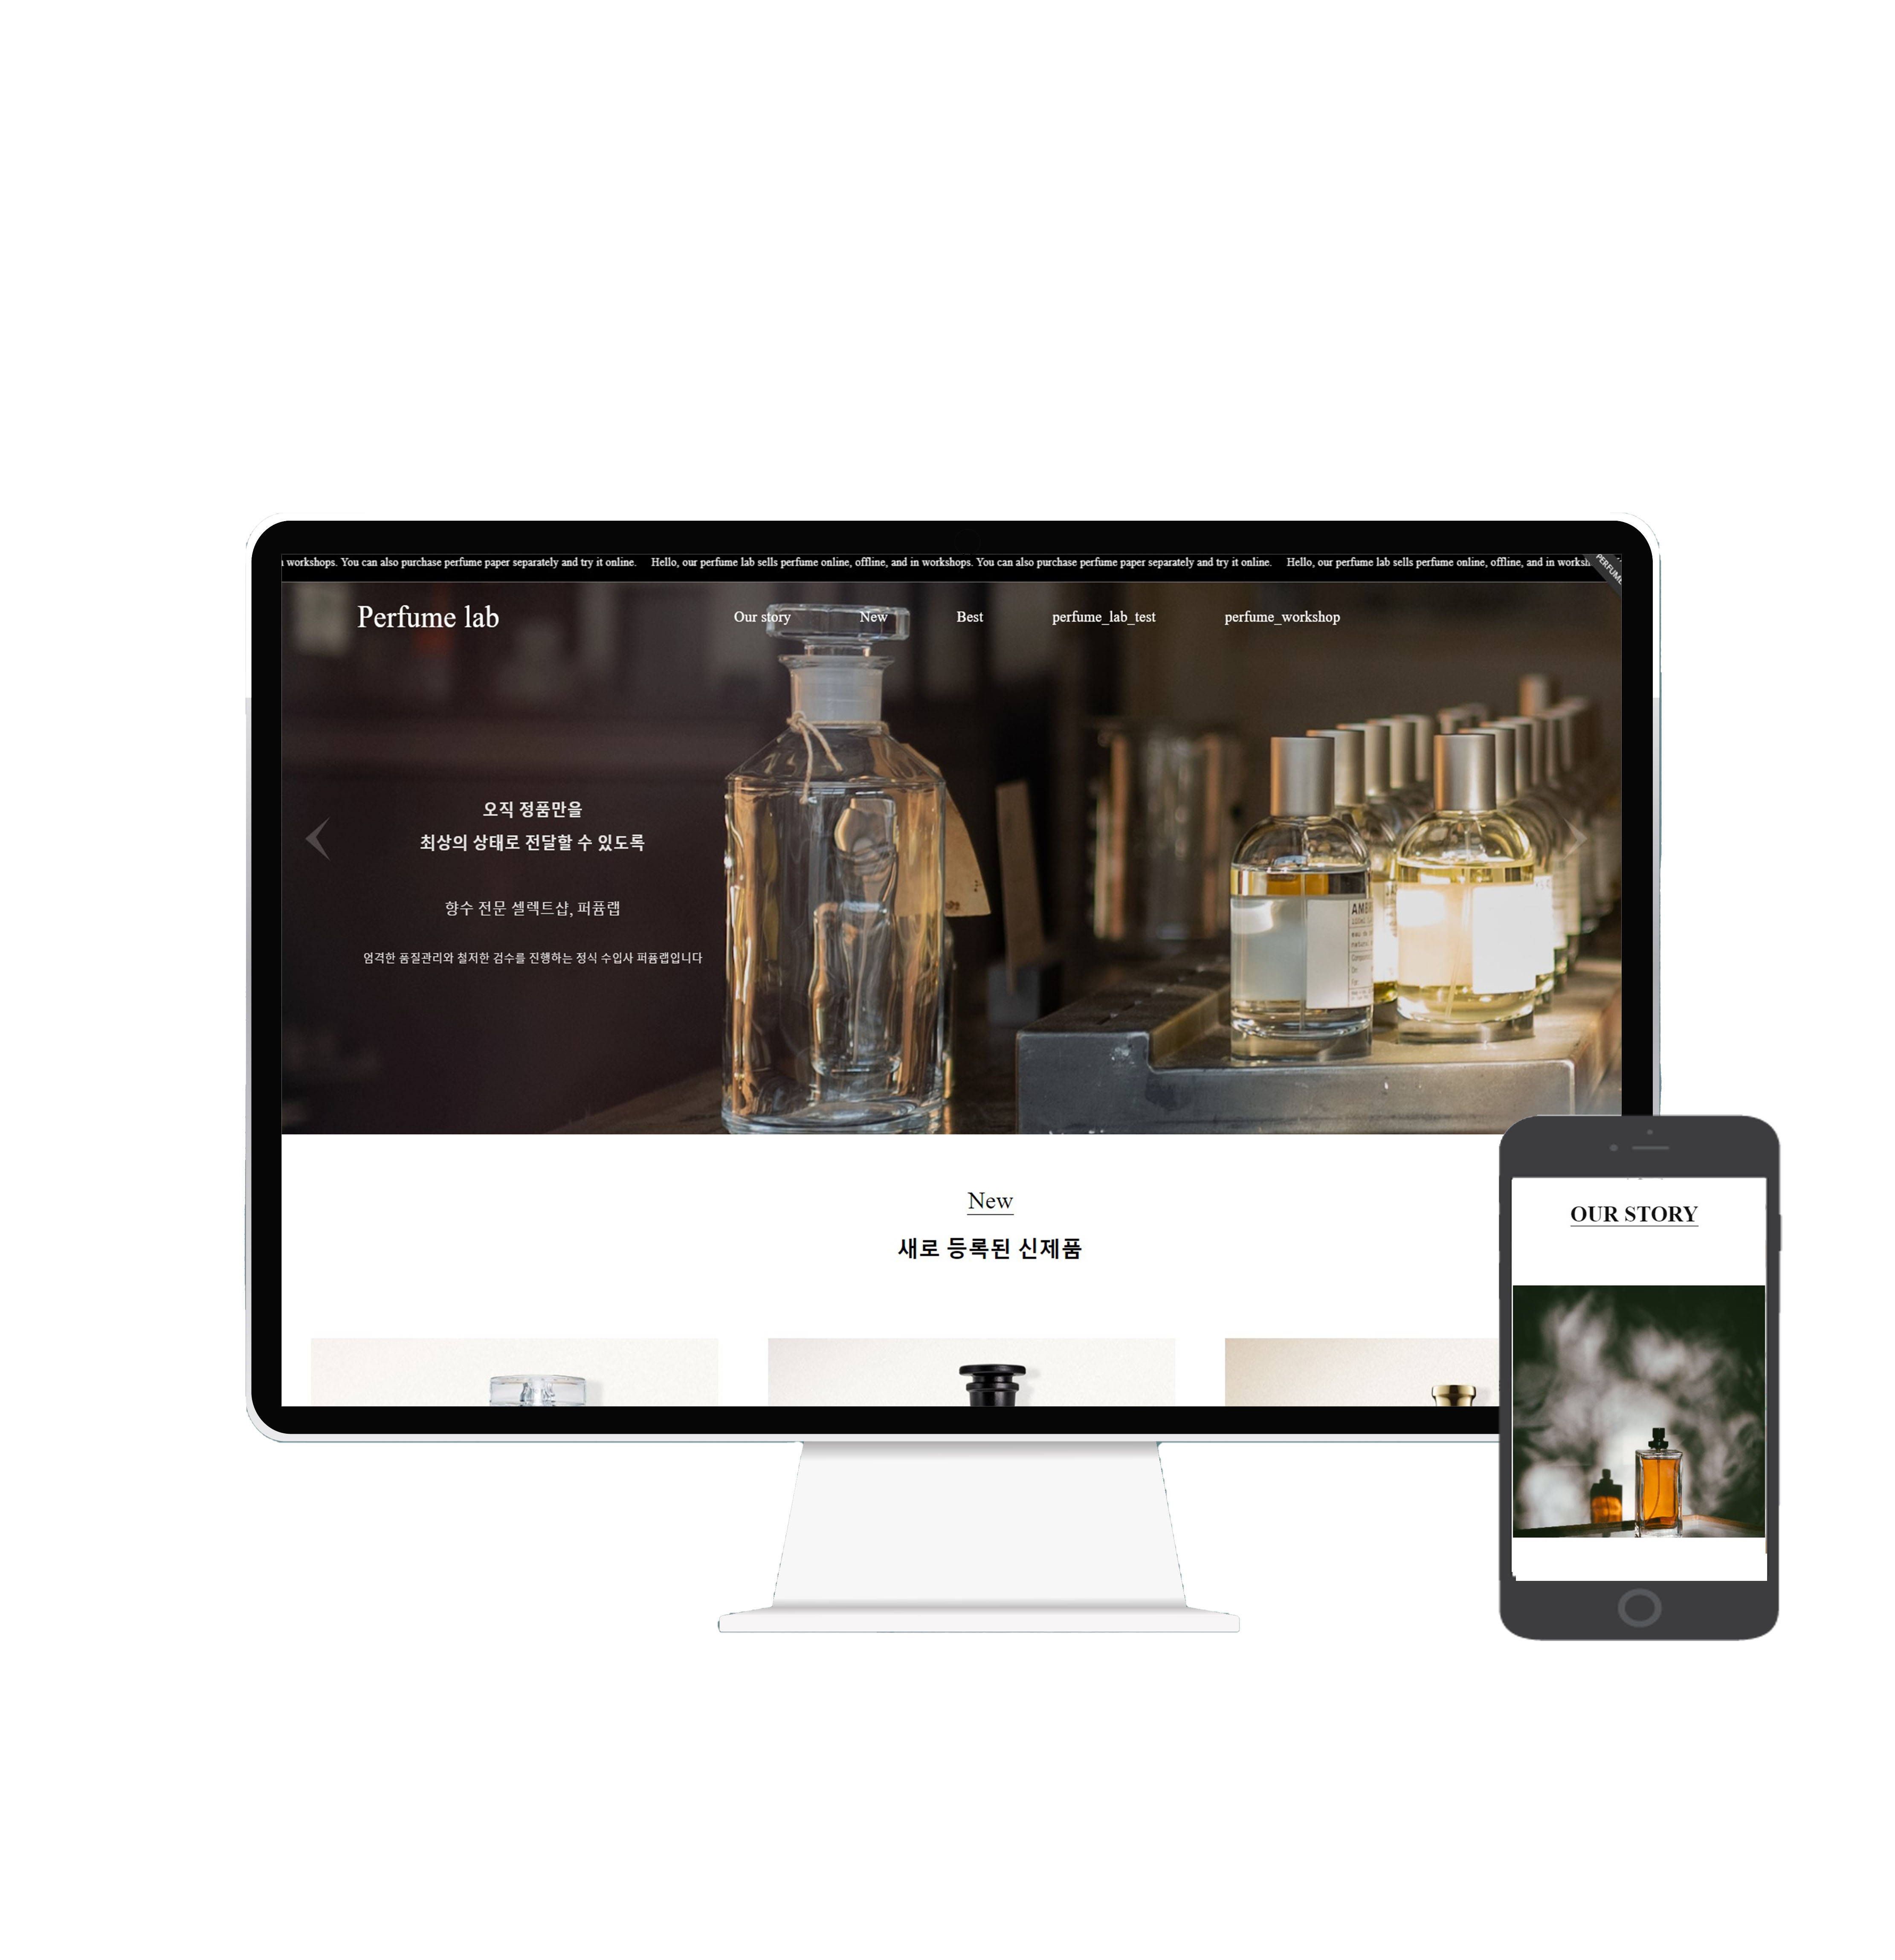 workshops. You can also purchase perfume paper separately and try it online. Hello, our perfume lab sells perfume online, offline, and in workshops. You can also purchase perfume paper separately and try it online. Hello, our perfume lab sells perfume online, offline, and in worksh
PERFUME
Perfume lab Our story New Best perfume_lab_test perfume_workshop
오직 정품만을
최상의 상태로 전달할 수 있도록
향수 전문 셀렉트샵, 퍼퓸랩
엄격한 품질관리와 철저한 검수를 진행하는 정식 수입사 퍼퓸랩입니다
New
새로 등록된 신제품
OUR STORY